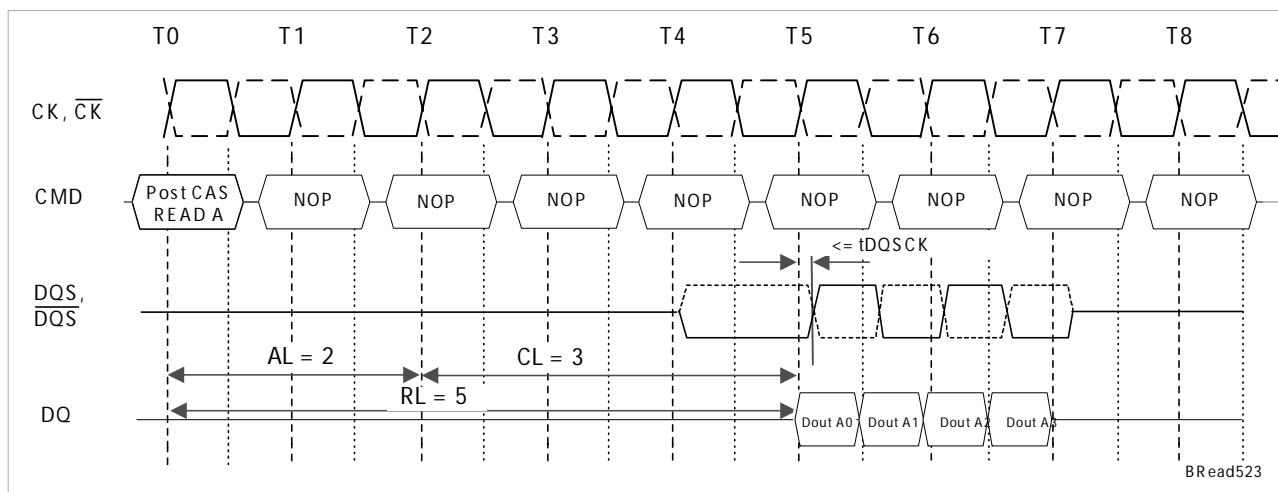 T0 T1 T2 T3 T4 T5 T6 T7 T8
CK, CK
CMD
Post CAS
READ A
NOP NOP NOP NOP NOP NOP NOP NOP
<= tDQSCK
DQS,
DQS
AL = 2
CL = 3
RL = 5
DQ
Dout A0 Dout A1 Dout A2 Dout A3
BRead523